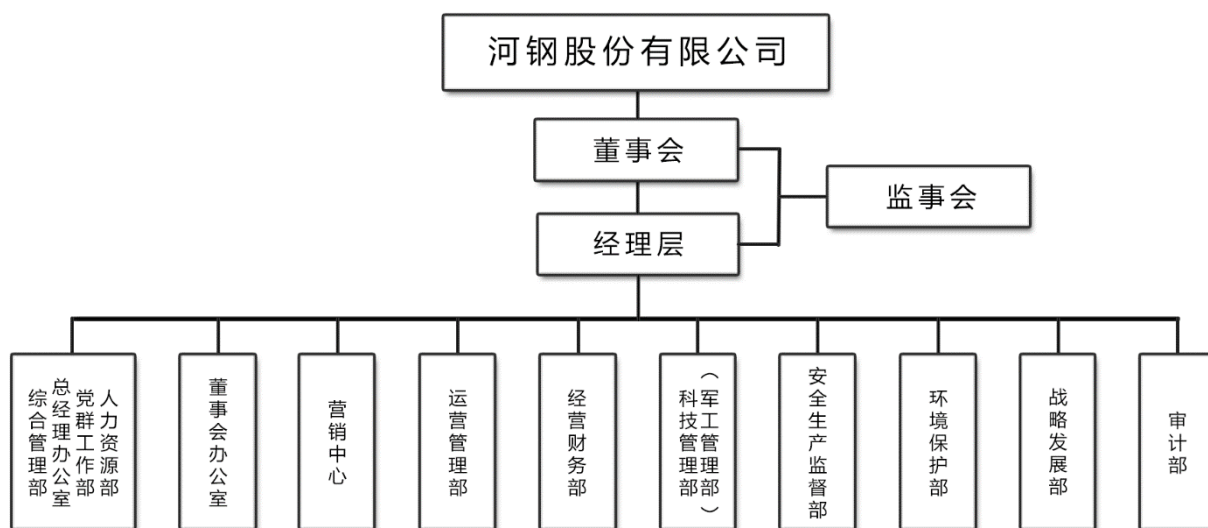 河钢股份有限公司
董事会
监事会
经理层
综合管理部
总经理办公室
党群工作部
人力资源部
董事会办公室
营销中心
运营管理部
经营财务部
科技管理部
（军工管理部）
安全生产监督部
环境保护部
战略发展部
审计部